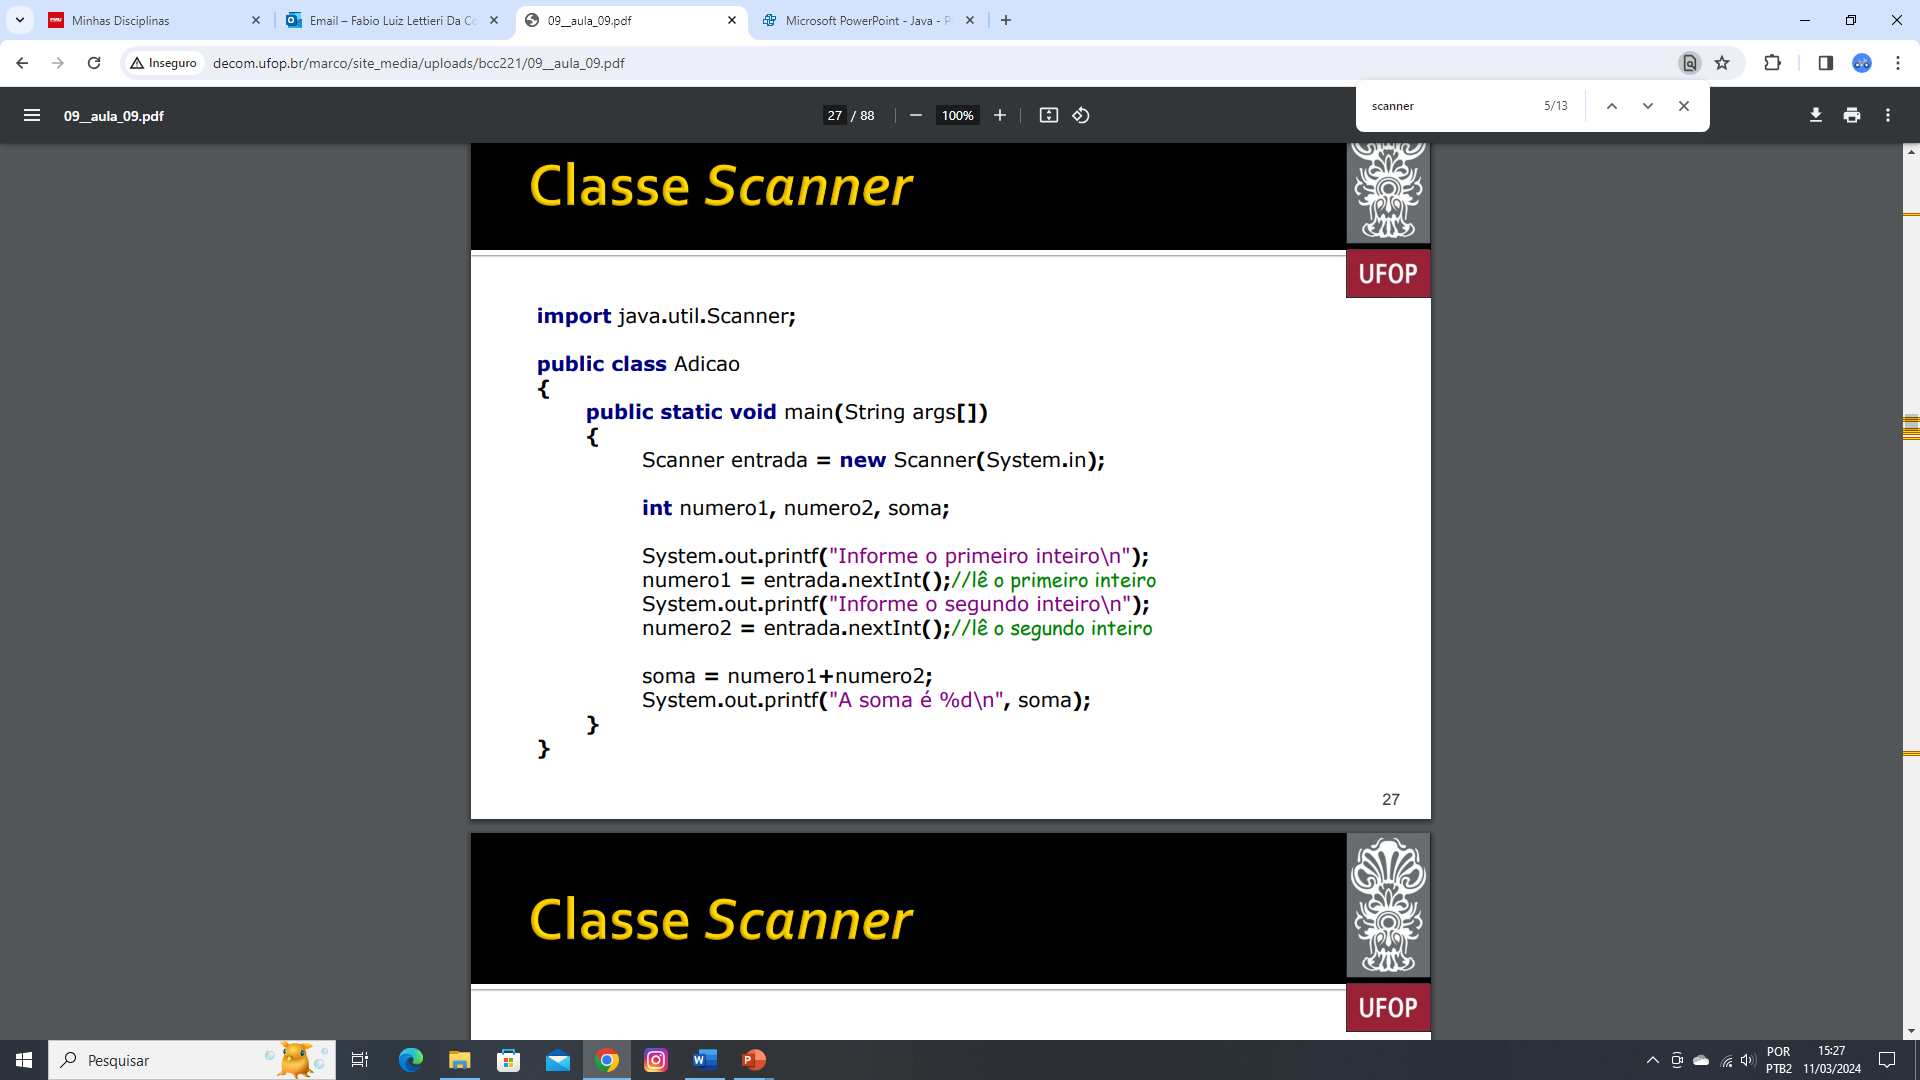 Minhas Disciplinas
Email – Fabio Luiz Lettieri Da Co
09__aula_09.pdf
Microsoft PowerPoint - Java - P
Inseguro
decom.ufop.br/marco/site_media/uploads/bcc221/09__aula_09.pdf
09__aula_09.pdf
27 / 88
100%
scanner
5/13
Classe Scanner
UFOP
import java.util.Scanner;
public class Adicao
{
public static void main(String args[])
{
Scanner entrada = new Scanner(System.in);
int numero1, numero2, soma;
System.out.printf("Informe o primeiro inteiro\n");
numero1 = entrada.nextInt();//lê o primeiro inteiro
System.out.printf("Informe o segundo inteiro\n");
numero2 = entrada.nextInt();//lê o segundo inteiro
soma = numero1+numero2;
System.out.printf("A soma é %d\n", soma);
}
}
27
Classe Scanner
UFOP
Pesquisar
POR
PTB2
15:27
11/03/2024